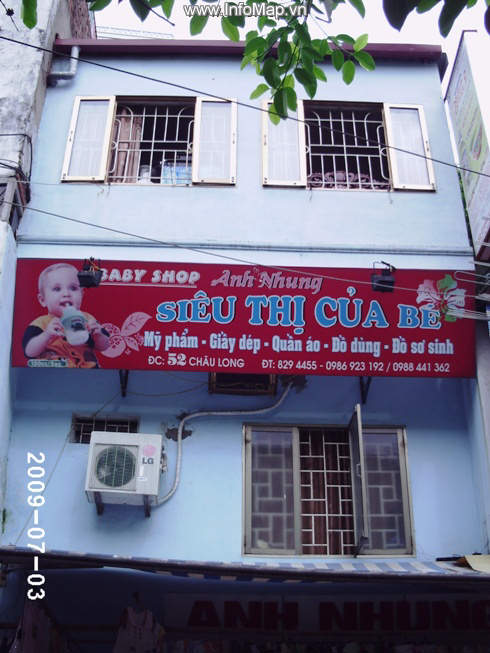 www.InfoMap.vn
BABY SHOP Anh Nhung
SIÊU THỊ CỦA BÉ
Mỹ phẩm - Giày dép - Quần áo - Đồ dùng - Đồ sơ sinh
ĐC: 52 CHÂU LONG ĐT: 829 4455 - 0986 923 192 / 0988 441 362
LG
2009-07-03
ANH NHUNG